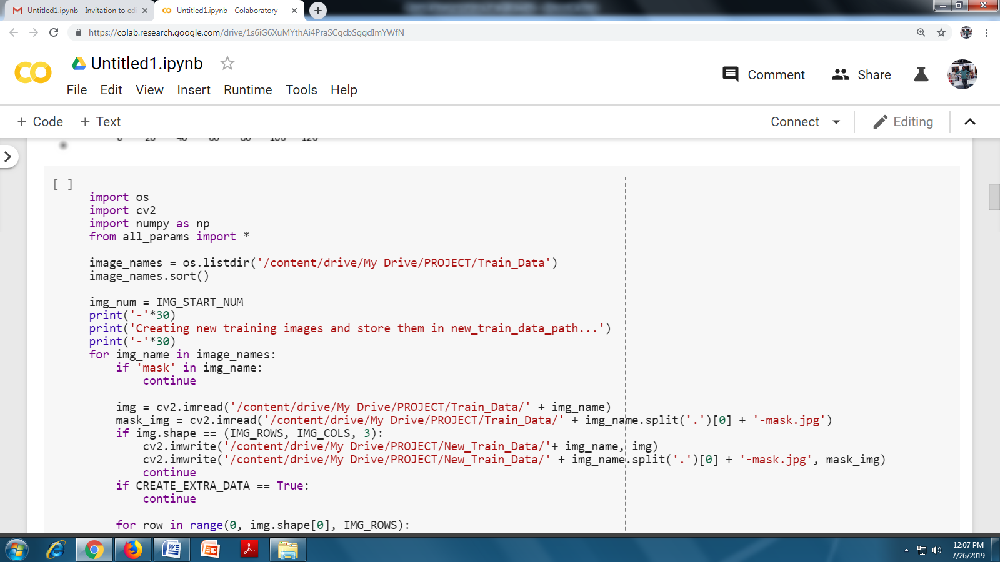 Untitled1.ipynb - Invitation to ed
Untitled1.ipynb - Colaboratory
https://colab.research.google.com/drive/1s6iG6XuMYthAi4PraSCgcbSggdImYWfN
Untitled1.ipynb
Comment
Share
File Edit View Insert Runtime Tools Help
+ Code + Text
Connect
Editing
0 20 40 60 80 100 120
[ ]
import os
import cv2
import numpy as np
from all_params import *
image_names = os.listdir('/content/drive/My Drive/PROJECT/Train_Data')
image_names.sort()
img_num = IMG_START_NUM
print('-'*30)
print('Creating new training images and store them in new_train_data_path...')
print('-'*30)
for img_name in image_names:
    if 'mask' in img_name:
        continue
    img = cv2.imread('/content/drive/My Drive/PROJECT/Train_Data/' + img_name)
    mask_img = cv2.imread('/content/drive/My Drive/PROJECT/Train_Data/' + img_name.split('.')[0] + '-mask.jpg')
    if img.shape == (IMG_ROWS, IMG_COLS, 3):
        cv2.imwrite('/content/drive/My Drive/PROJECT/New_Train_Data/'+ img_name, img)
        cv2.imwrite('/content/drive/My Drive/PROJECT/New_Train_Data/' + img_name.split('.')[0] + '-mask.jpg', mask_img)
        continue
    if CREATE_EXTRA_DATA == True:
        continue
    for row in range(0, img.shape[0], IMG_ROWS):
12:07 PM
7/26/2019